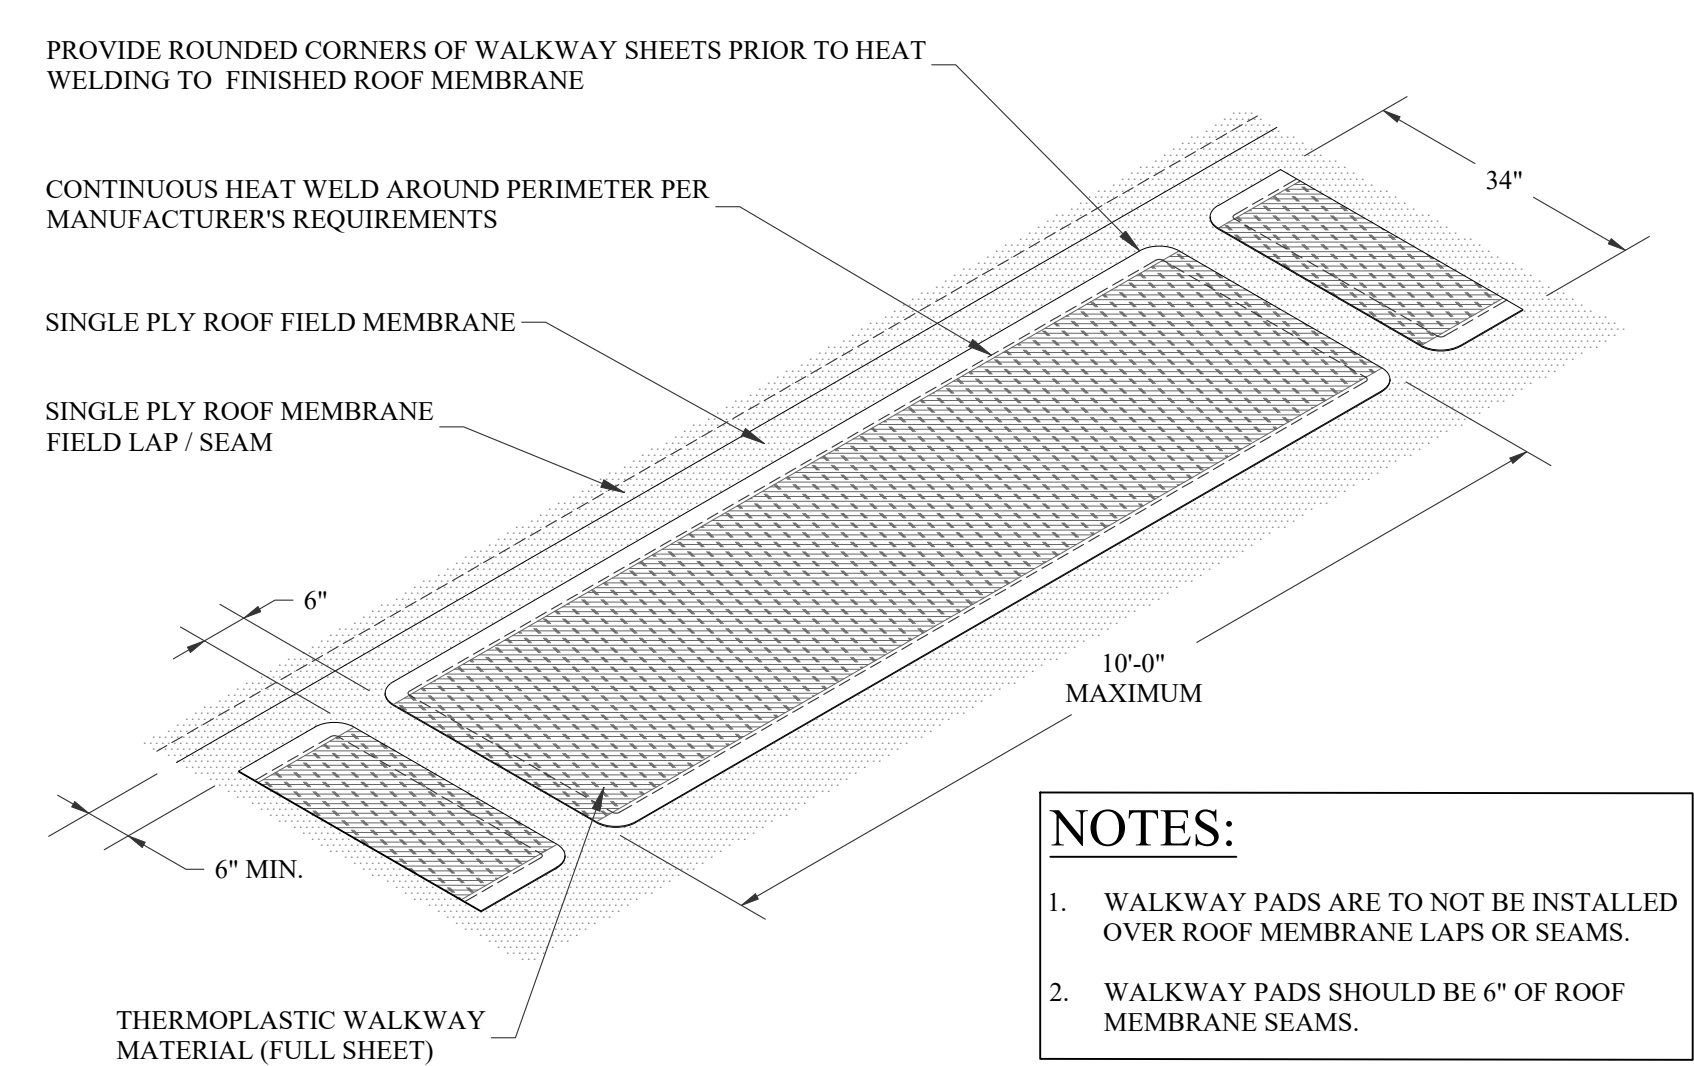 PROVIDE ROUNDED CORNERS OF WALKWAY SHEETS PRIOR TO HEAT
WELDING TO  FINISHED ROOF MEMBRANE
34"
CONTINUOUS HEAT WELD AROUND PERIMETER PER
MANUFACTURER'S REQUIREMENTS
SINGLE PLY ROOF FIELD MEMBRANE
SINGLE PLY ROOF MEMBRANE
FIELD LAP / SEAM
6"
10'-0"
MAXIMUM
6" MIN.
THERMOPLASTIC WALKWAY
MATERIAL (FULL SHEET)
NOTES:
1. WALKWAY PADS ARE TO NOT BE INSTALLED
OVER ROOF MEMBRANE LAPS OR SEAMS.
2. WALKWAY PADS SHOULD BE 6" OF ROOF
MEMBRANE SEAMS.